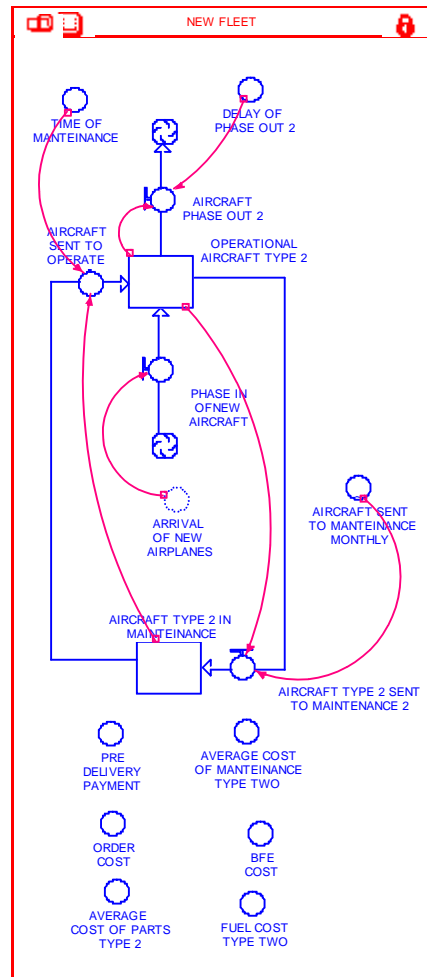 NEW FLEET
TIME OF
MANTEINANCE
DELAY OF
PHASE OUT 2
AIRCRAFT
PHASE OUT 2
AIRCRAFT
SENT TO
OPERATE
OPERATIONAL
AIRCRAFT TYPE 2
PHASE IN
OFNEW
AIRCRAFT
ARRIVAL
OF NEW
AIRPLANES
AIRCRAFT SENT
TO MANTEINANCE
MONTHLY
AIRCRAFT TYPE 2 IN
MAINTEINANCE
AIRCRAFT TYPE 2 SENT
TO MAINTENANCE 2
PRE
DELIVERY
PAYMENT
AVERAGE COST
OF MANTEINANCE
TYPE TWO
ORDER
COST
BFE
COST
AVERAGE
COST OF PARTS
TYPE 2
FUEL COST
TYPE TWO